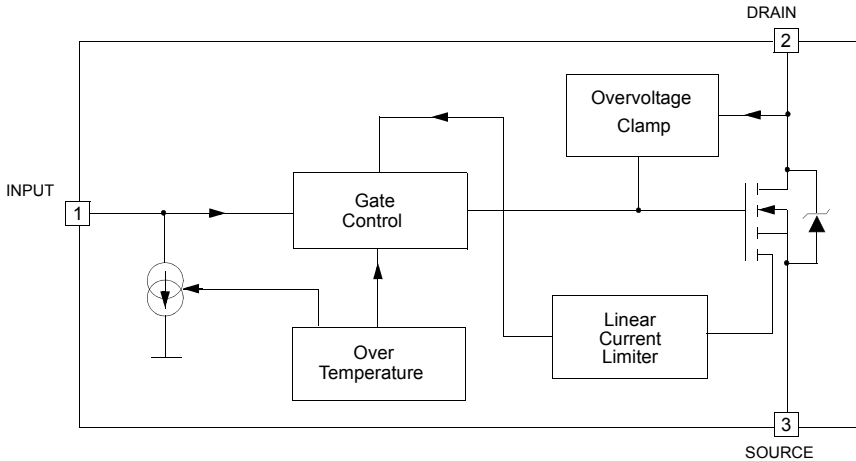 DRAIN
2
Overvoltage
Clamp
INPUT
1
Gate
Control
Linear
Current
Limiter
Over
Temperature
3
SOURCE